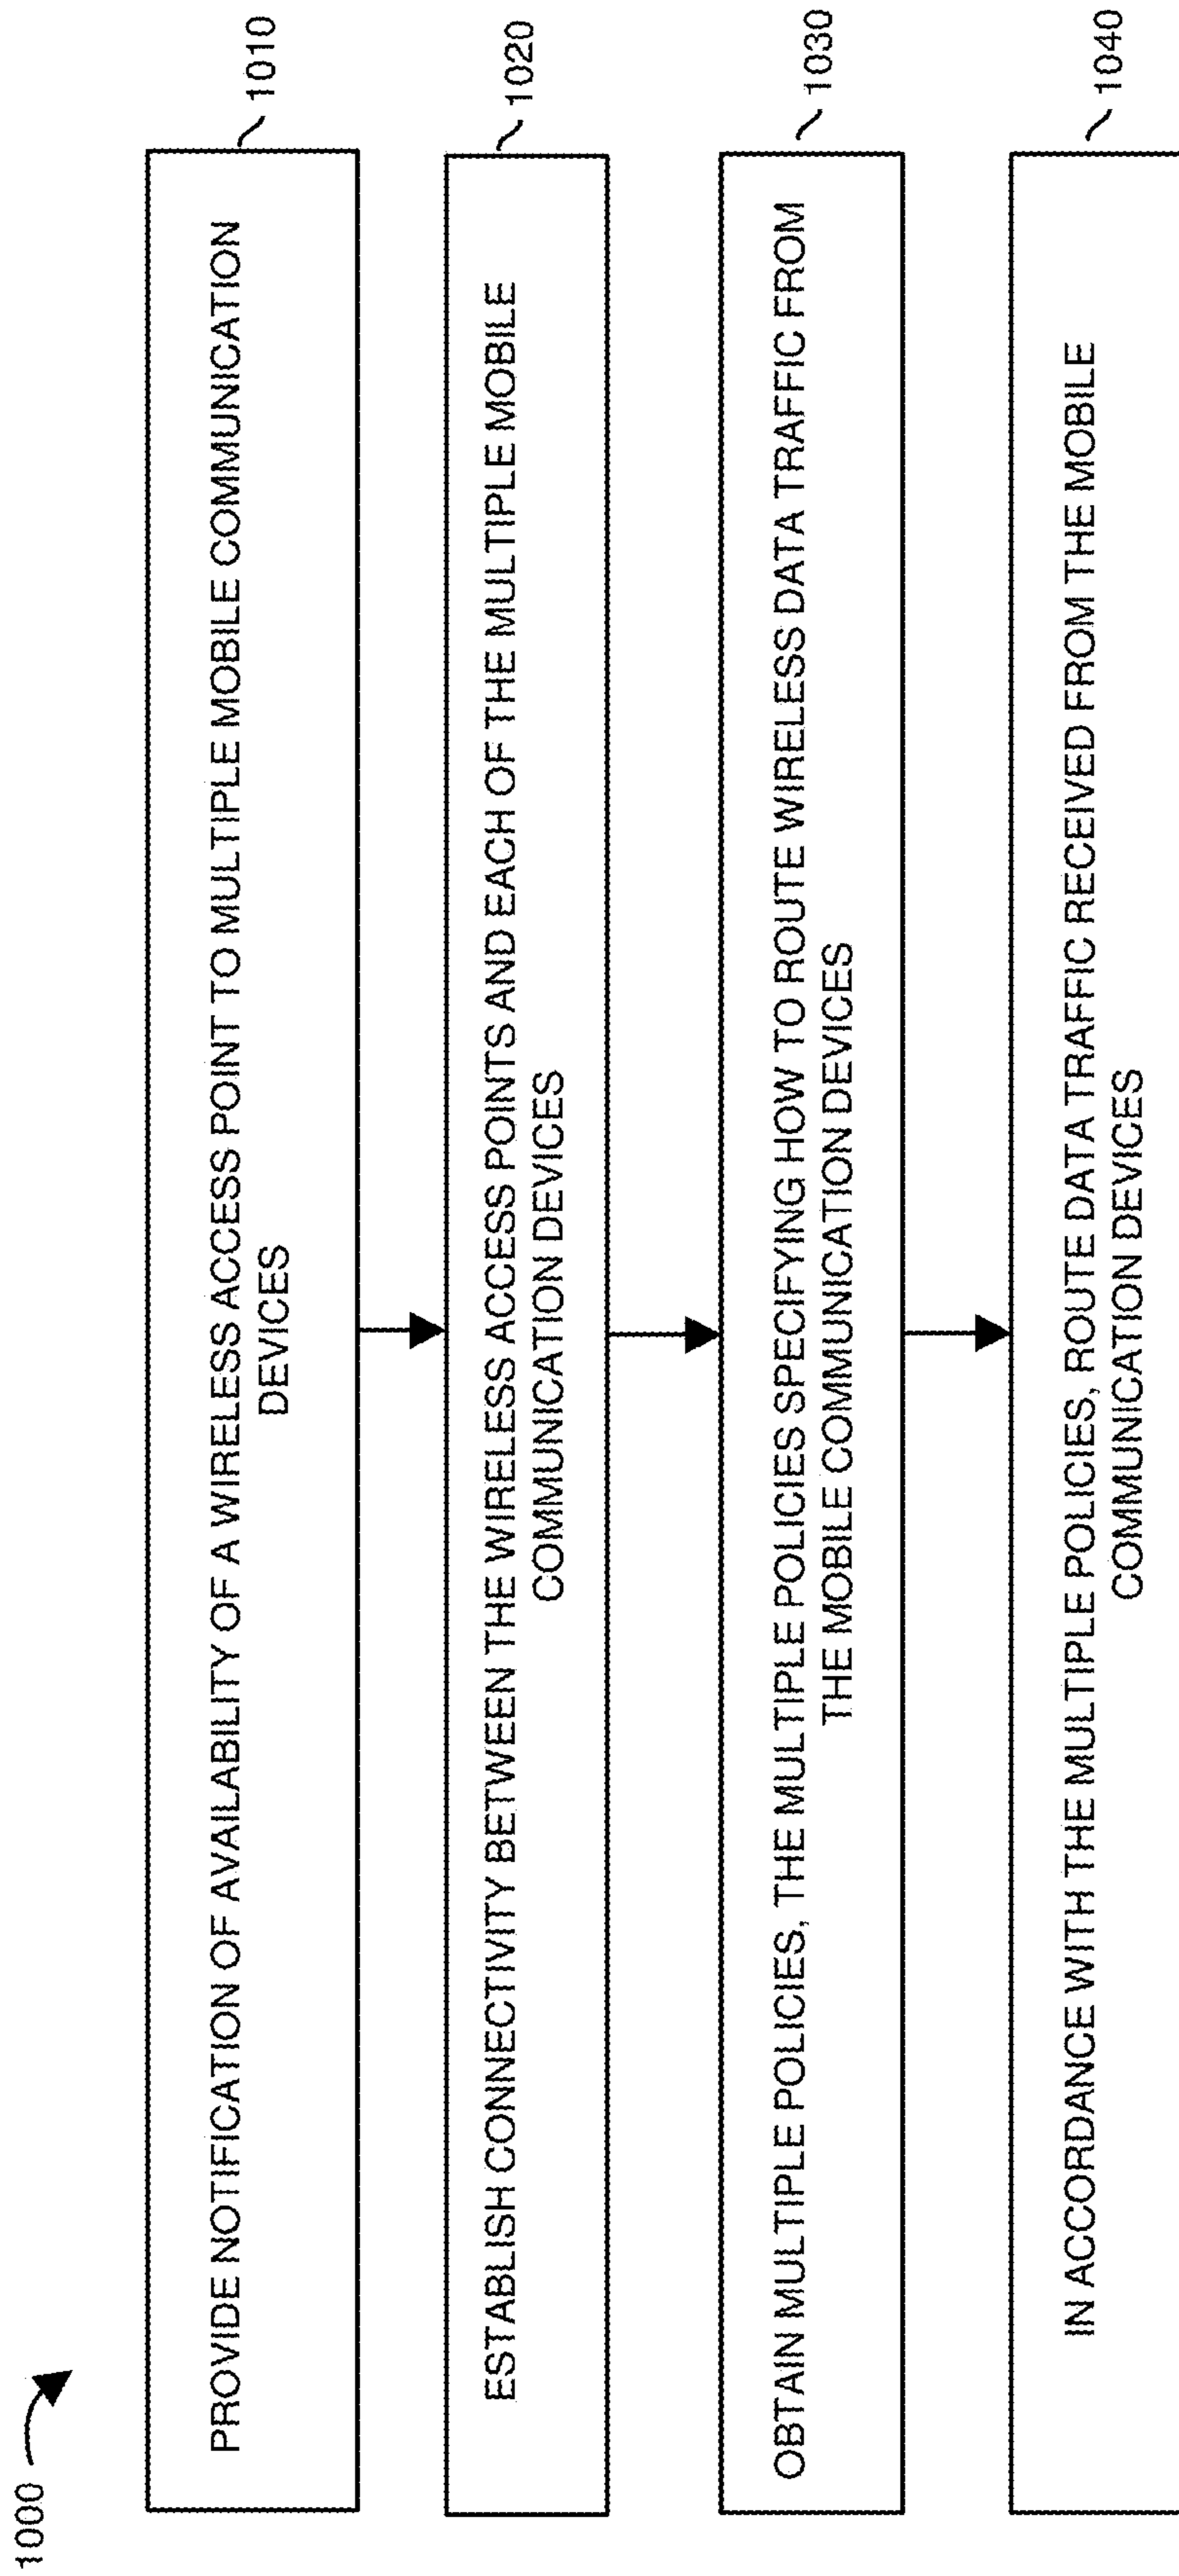 1000
PROVIDE NOTIFICATION OF AVAILABILITY OF A WIRELESS ACCESS POINT TO MULTIPLE MOBILE COMMUNICATION
DEVICES
1010
ESTABLISH CONNECTIVITY BETWEEN THE WIRELESS ACCESS POINTS AND EACH OF THE MULTIPLE MOBILE
COMMUNICATION DEVICES
1020
OBTAIN MULTIPLE POLICIES, THE MULTIPLE POLICIES SPECIFYING HOW TO ROUTE WIRELESS DATA TRAFFIC FROM
THE MOBILE COMMUNICATION DEVICES
1030
IN ACCORDANCE WITH THE MULTIPLE POLICIES, ROUTE DATA TRAFFIC RECEIVED FROM THE MOBILE
COMMUNICATION DEVICES
1040